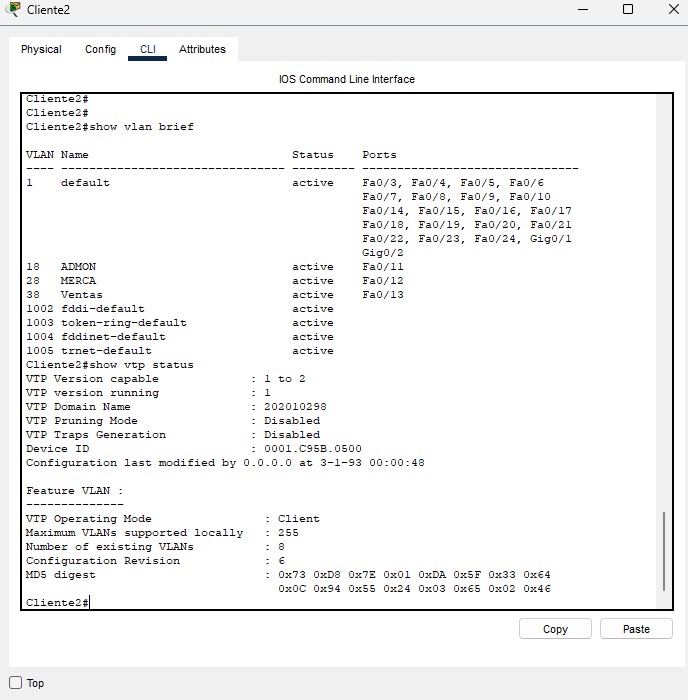 Cliente2
Physical Config CLI Attributes
IOS Command Line Interface
Cliente2#
Cliente2#
Cliente2#show vlan brief
VLAN Name                             Status    Ports
---- -------------------------------- --------- -------------------------------
1    default                          active    Fa0/3, Fa0/4, Fa0/5, Fa0/6
                                                Fa0/7, Fa0/8, Fa0/9, Fa0/10
                                                Fa0/14, Fa0/15, Fa0/16, Fa0/17
                                                Fa0/18, Fa0/19, Fa0/20, Fa0/21
                                                Fa0/22, Fa0/23, Fa0/24, Gig0/1
                                                Gig0/2
18   ADMON                            active    Fa0/11
28   MERCA                            active    Fa0/12
38   Ventas                           active    Fa0/13
1002 fddi-default                     active
1003 token-ring-default               active
1004 fddinet-default                  active
1005 trnet-default                    active
Cliente2#show vtp status
VTP Version capable             : 1 to 2
VTP version running             : 1
VTP Domain Name                 : 202010298
VTP Pruning Mode                : Disabled
VTP Traps Generation            : Disabled
Device ID                       : 0001.C95B.0500
Configuration last modified by 0.0.0.0 at 3-1-93 00:00:48
Feature VLAN :
--------------
VTP Operating Mode                : Client
Maximum VLANs supported locally   : 255
Number of existing VLANs          : 8
Configuration Revision            : 6
MD5 digest                        : 0x73 0xD8 0x7E 0x01 0xDA 0x5F 0x33 0x64
                                    0x0C 0x94 0x55 0x24 0x03 0x65 0x02 0x46
Cliente2#
Copy Paste
Top